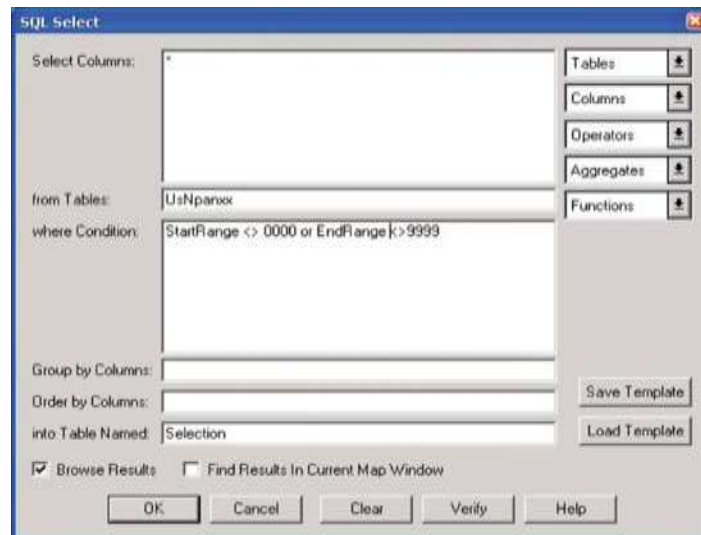 SQL Select
Select Columns: *
Tables
Columns
Operators
Aggregates
Functions
from Tables: UsNpanxx
where Condition: StartRange <> 0000 or EndRange <>9999
Group by Columns:
Order by Columns:
into Table Named: Selection
Save Template
Load Template
Browse Results Find Results In Current Map Window
OK Cancel Clear Verify Help